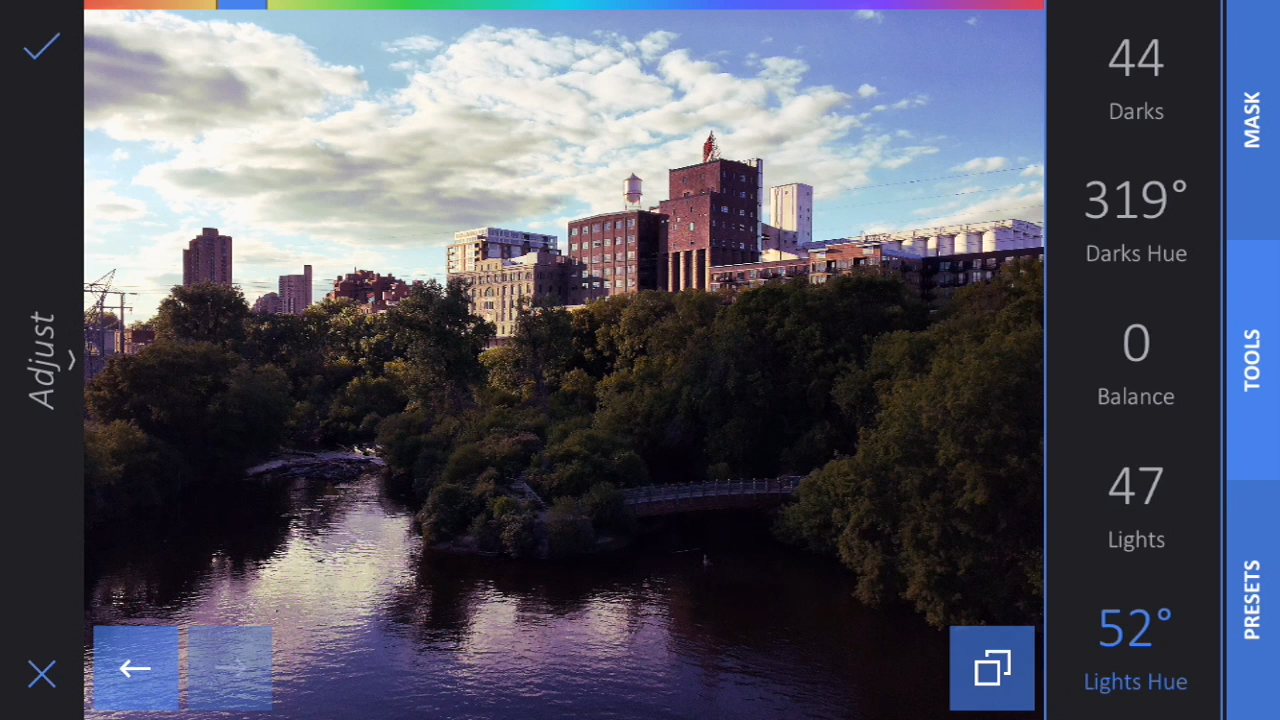 Adjust
44
Darks
319°
Darks Hue
0
Balance
47
Lights
52°
Lights Hue
MASK
TOOLS
PRESETS